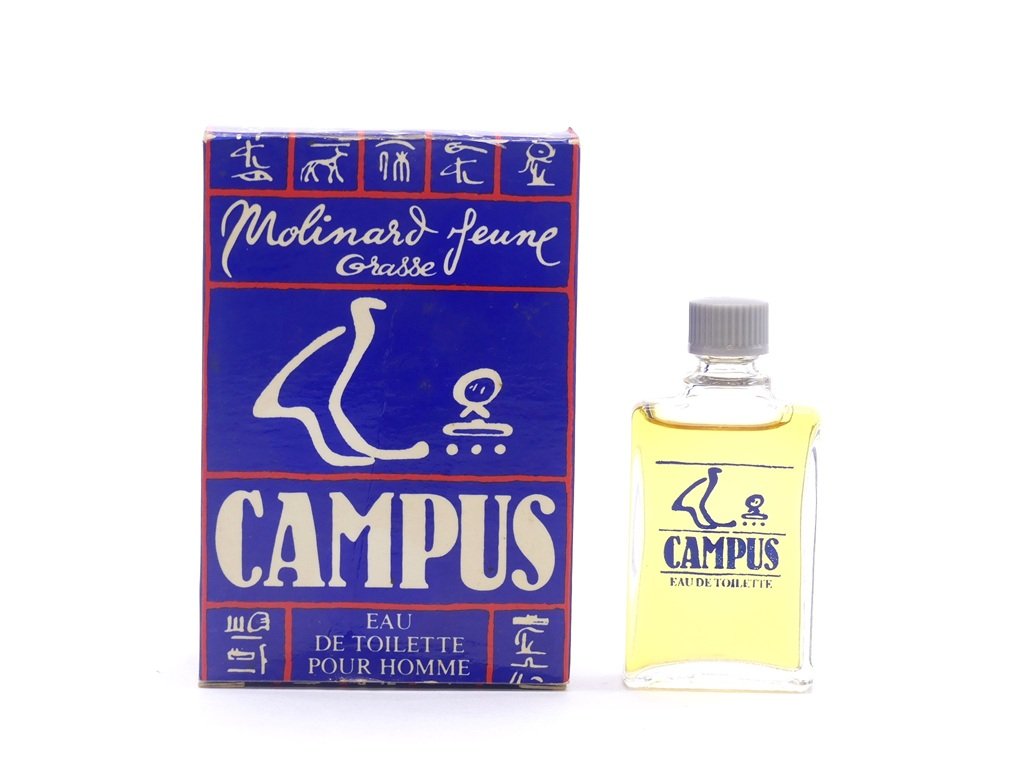 Molinard Jeune
Grasse
CAMPUS
EAU
DE TOILETTE
POUR HOMME
CAMPUS
EAU DE TOILETTE